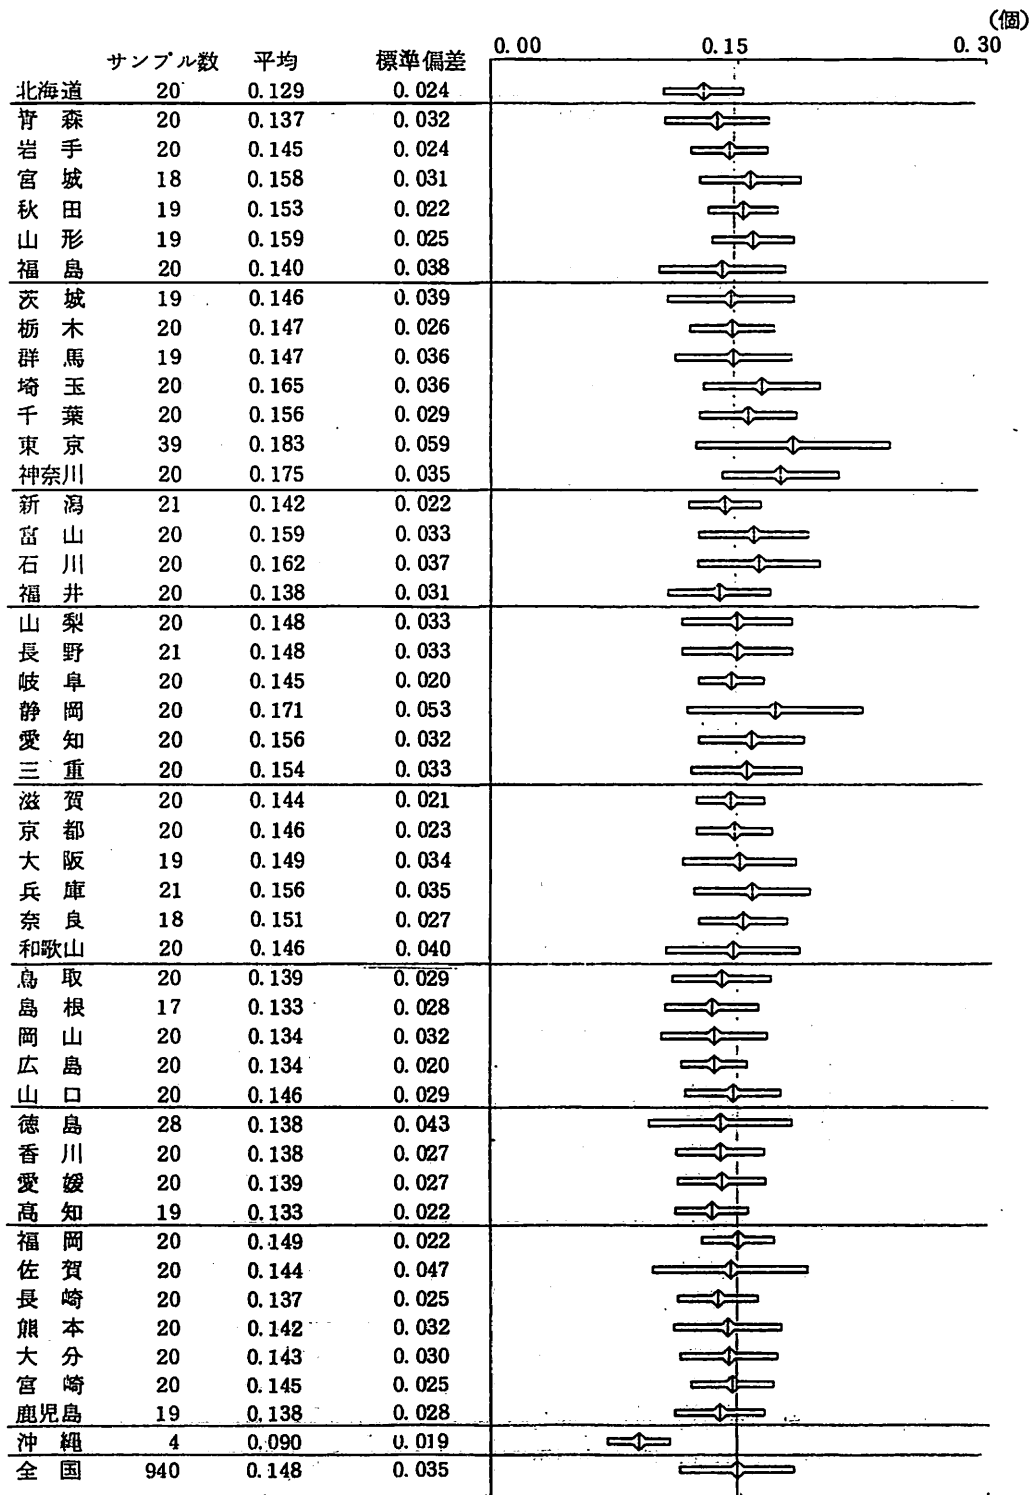 (個)
0.00 0.15 0.30
サンプル数 平均 標準偏差
北海道 20 0.129 0.024
青森 20 0.137 0.032
岩手 20 0.145 0.024
宮城 18 0.158 0.031
秋田 19 0.153 0.022
山形 19 0.159 0.025
福島 20 0.140 0.038
茨城 19 0.146 0.039
栃木 20 0.147 0.026
群馬 19 0.147 0.036
埼玉 20 0.165 0.036
千葉 20 0.156 0.029
東京 39 0.183 0.059
神奈川 20 0.175 0.035
新潟 21 0.142 0.022
富山 20 0.159 0.033
石川 20 0.162 0.037
福井 20 0.138 0.031
山梨 20 0.148 0.033
長野 21 0.148 0.033
岐阜 20 0.145 0.020
静岡 20 0.171 0.053
愛知 20 0.156 0.032
三重 20 0.154 0.033
滋賀 20 0.144 0.021
京都 20 0.146 0.023
大阪 19 0.149 0.034
兵庫 21 0.156 0.035
奈良 18 0.151 0.027
和歌山 20 0.146 0.040
鳥取 20 0.139 0.029
島根 17 0.133 0.028
岡山 20 0.134 0.032
広島 20 0.134 0.020
山口 20 0.146 0.029
徳島 28 0.138 0.043
香川 20 0.138 0.027
愛媛 20 0.139 0.027
高知 19 0.133 0.022
福岡 20 0.149 0.022
佐賀 20 0.144 0.047
長崎 20 0.137 0.025
熊本 20 0.142 0.032
大分 20 0.143 0.030
宮崎 20 0.145 0.025
鹿児島 19 0.138 0.028
沖縄 4 0.090 0.019
全国 940 0.148 0.035